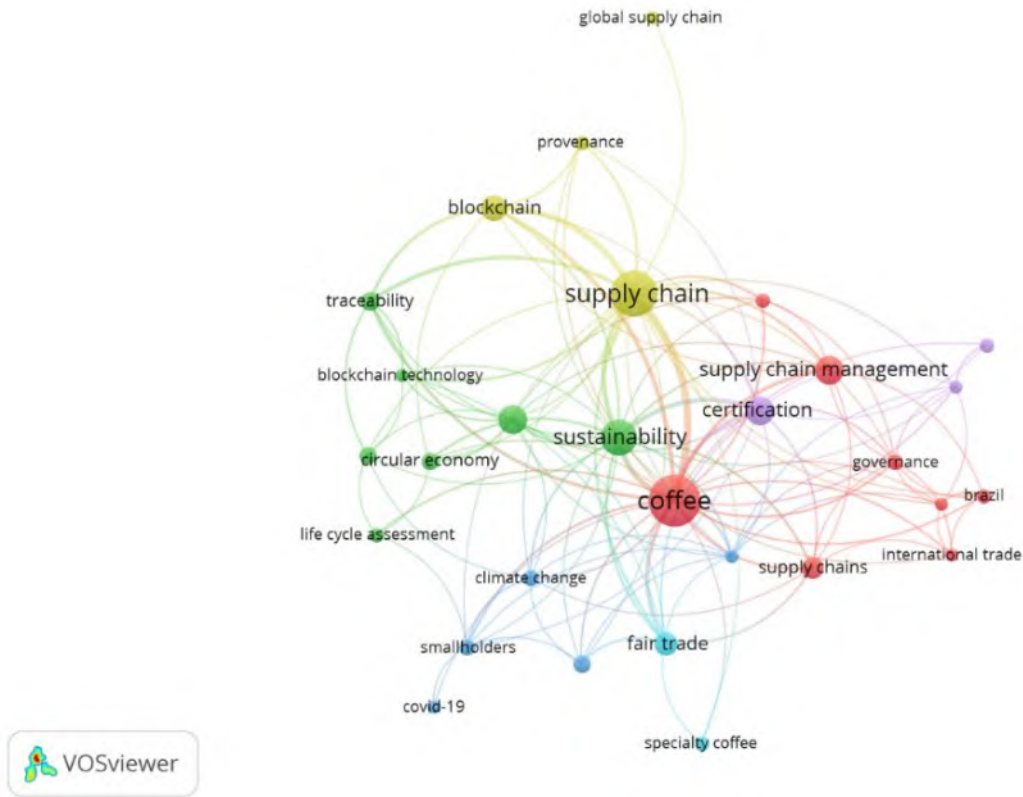 global supply chain
provenance
blockchain
supply chain
traceability
supply chain management
blockchain technology
certification
sustainability
circular economy
governance
coffee
brazil
life cycle assessment
international trade
supply chains
climate change
fair trade
smallholders
covid-19
specialty coffee
VOSviewer